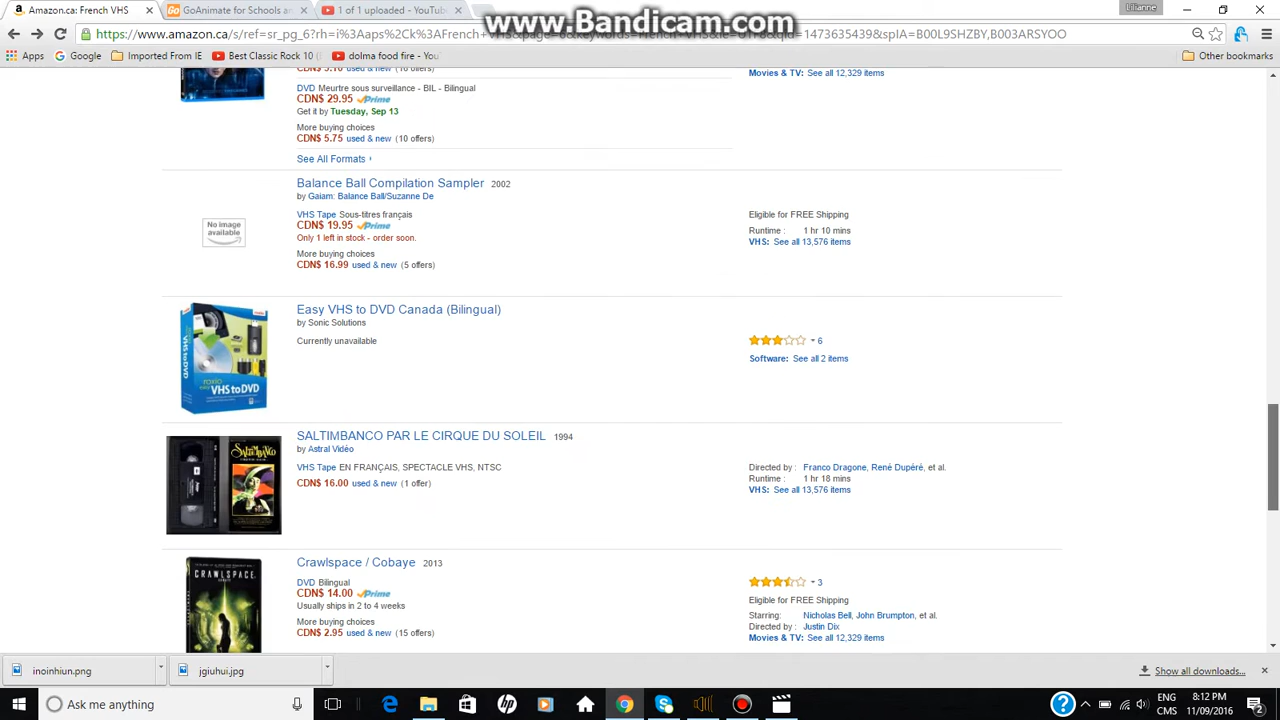 www.Bandicam.com
Amazon.ca: French VHS
GoAnimate for Schools an
1 outubro
Lilianne
https://www.amazon.ca/s/ref=sr_pg_6?rh=i%3Aaps%2Ck%3AFrench+
1473635439&spIA=B00L9SHZBY,B003ARSYOO
Apps
Google
Imported From IE
Best Classic Rock 10 (
dolma food fire - You
Other bookmarks
Movies & TV: See all 12,329 items
DVD Meurtre sous surveillance - BIL - Bilingual
CDN$ 29.95 Prime
Get it by Tuesday, Sep 13
More buying choices
CDN$ 5.75 used & new (10 offers)
See All Formats
Balance Ball Compilation Sampler 2002
by Gaiam: Balance Ball/Suzanne De
No image available
VHS Tape Sous-titres français
CDN$ 19.95 Prime
Only 1 left in stock - order soon.
More buying choices
CDN$ 16.99 used & new (5 offers)
Eligible for FREE Shipping
Runtime : 1 hr 10 mins
VHS: See all 13,576 items
Easy VHS to DVD Canada (Bilingual)
by Sonic Solutions
Currently unavailable
6
Software: See all 2 items
VHS to DVD
roxio
easy
VHS to DVD
SALTIMBANCO PAR LE CIRQUE DU SOLEIL 1994
by Astral Vidéo
VHS Tape EN FRANÇAIS, SPECTACLE VHS, NTSC
CDN$ 16.00 used & new (1 offer)
Directed by : Franco Dragone, René Dupéré, et al.
Runtime : 1 hr 18 mins
VHS: See all 13,576 items
Saltimbanco
Crawlspace / Cobaye 2013
DVD Bilingual
CDN$ 14.00 Prime
Usually ships in 2 to 4 weeks
More buying choices
CDN$ 2.95 used & new (15 offers)
3
Eligible for FREE Shipping
Starring: Nicholas Bell, John Brumpton, et al.
Directed by : Justin Dix
Movies & TV: See all 12,329 items
CRAWLSPACE
inoinhiun.png
jgiuhui.jpg
Show all downloads...
Ask me anything
ENG
CMS
8:12 PM
11/09/2016
2